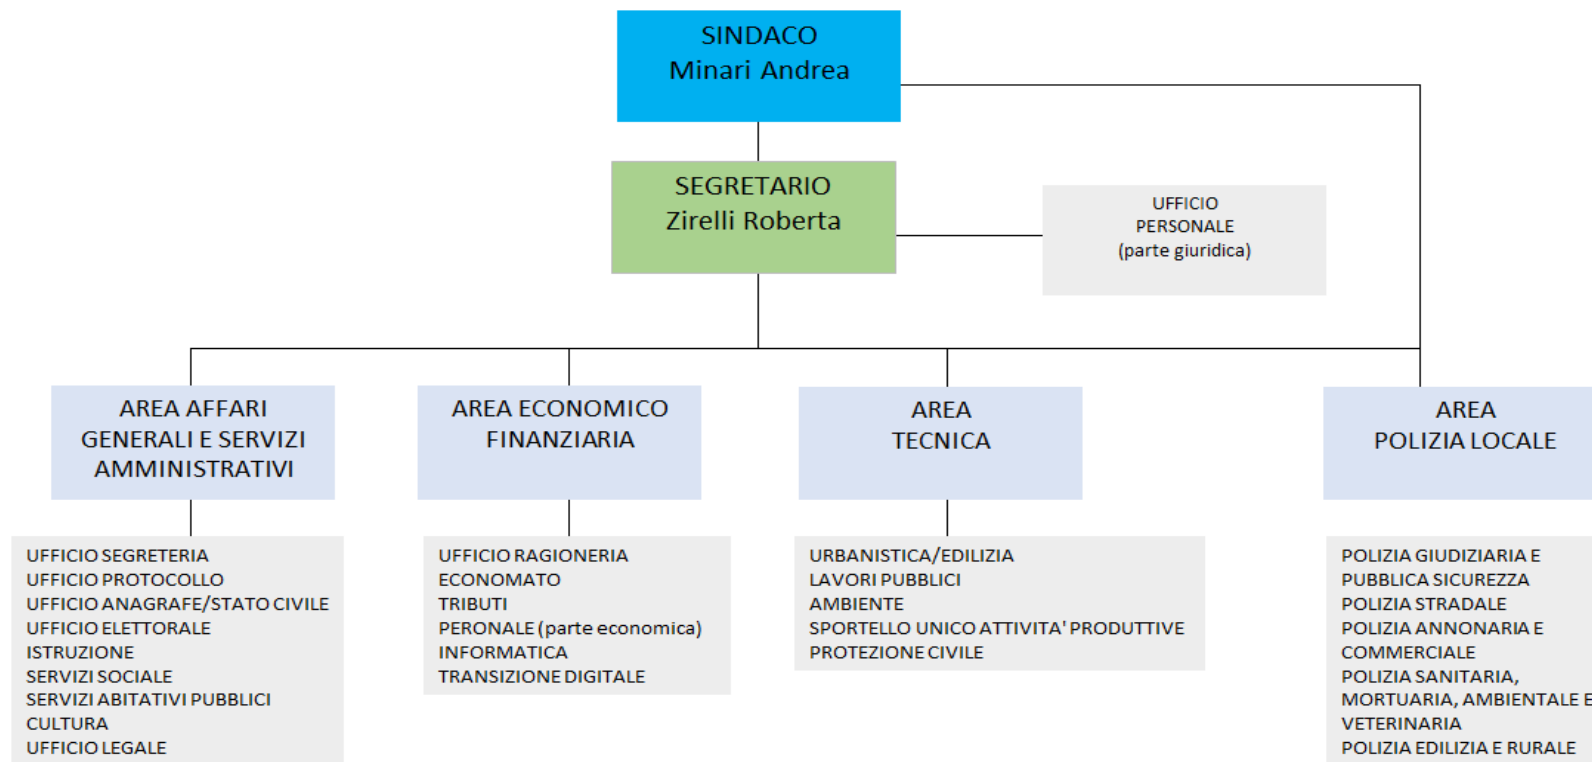 SINDACO
Minari Andrea
SEGRETARIO
Zirelli Roberta
UFFICIO
PERSONALE
(parte giuridica)
AREA AFFARI
GENERALI E SERVIZI
AMMINISTRATIVI
AREA ECONOMICO
FINANZIARIA
AREA
TECNICA
AREA
POLIZIA LOCALE
UFFICIO SEGRETERIA
UFFICIO PROTOCOLLO
UFFICIO ANAGRAFE/STATO CIVILE
UFFICIO ELETTORALE
ISTRUZIONE
SERVIZI SOCIALE
SERVIZI ABITATIVI PUBBLICI
CULTURA
UFFICIO LEGALE
UFFICIO RAGIONERIA
ECONOMATO
TRIBUTI
PERONALE (parte economica)
INFORMATICA
TRANSIZIONE DIGITALE
URBANISTICA/EDILIZIA
LAVORI PUBBLICI
AMBIENTE
SPORTELLO UNICO ATTIVITA' PRODUTTIVE
PROTEZIONE CIVILE
POLIZIA GIUDIZIARIA E
PUBBLICA SICUREZZA
POLIZIA STRADALE
POLIZIA ANNONARIA E
COMMERCIALE
POLIZIA SANITARIA,
MORTUARIA, AMBIENTALE E
VETERINARIA
POLIZIA EDILIZIA E RURALE